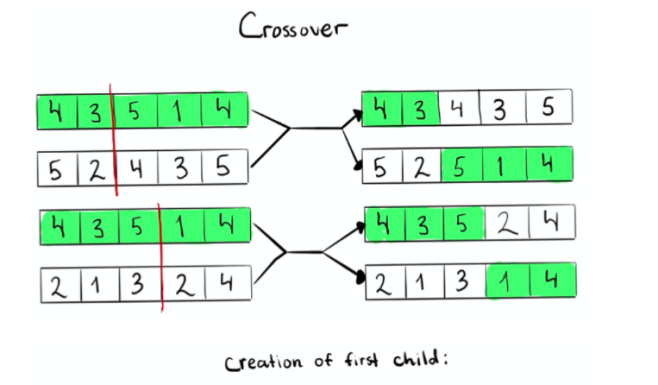 Crossover
4 3 5 1 4
4 3 4 3 5
5 2 4 3 5
5 2 5 1 4
4 3 5 1 4
4 3 5 2 4
2 1 3 2 4
2 1 3 1 4
Creation of first child: